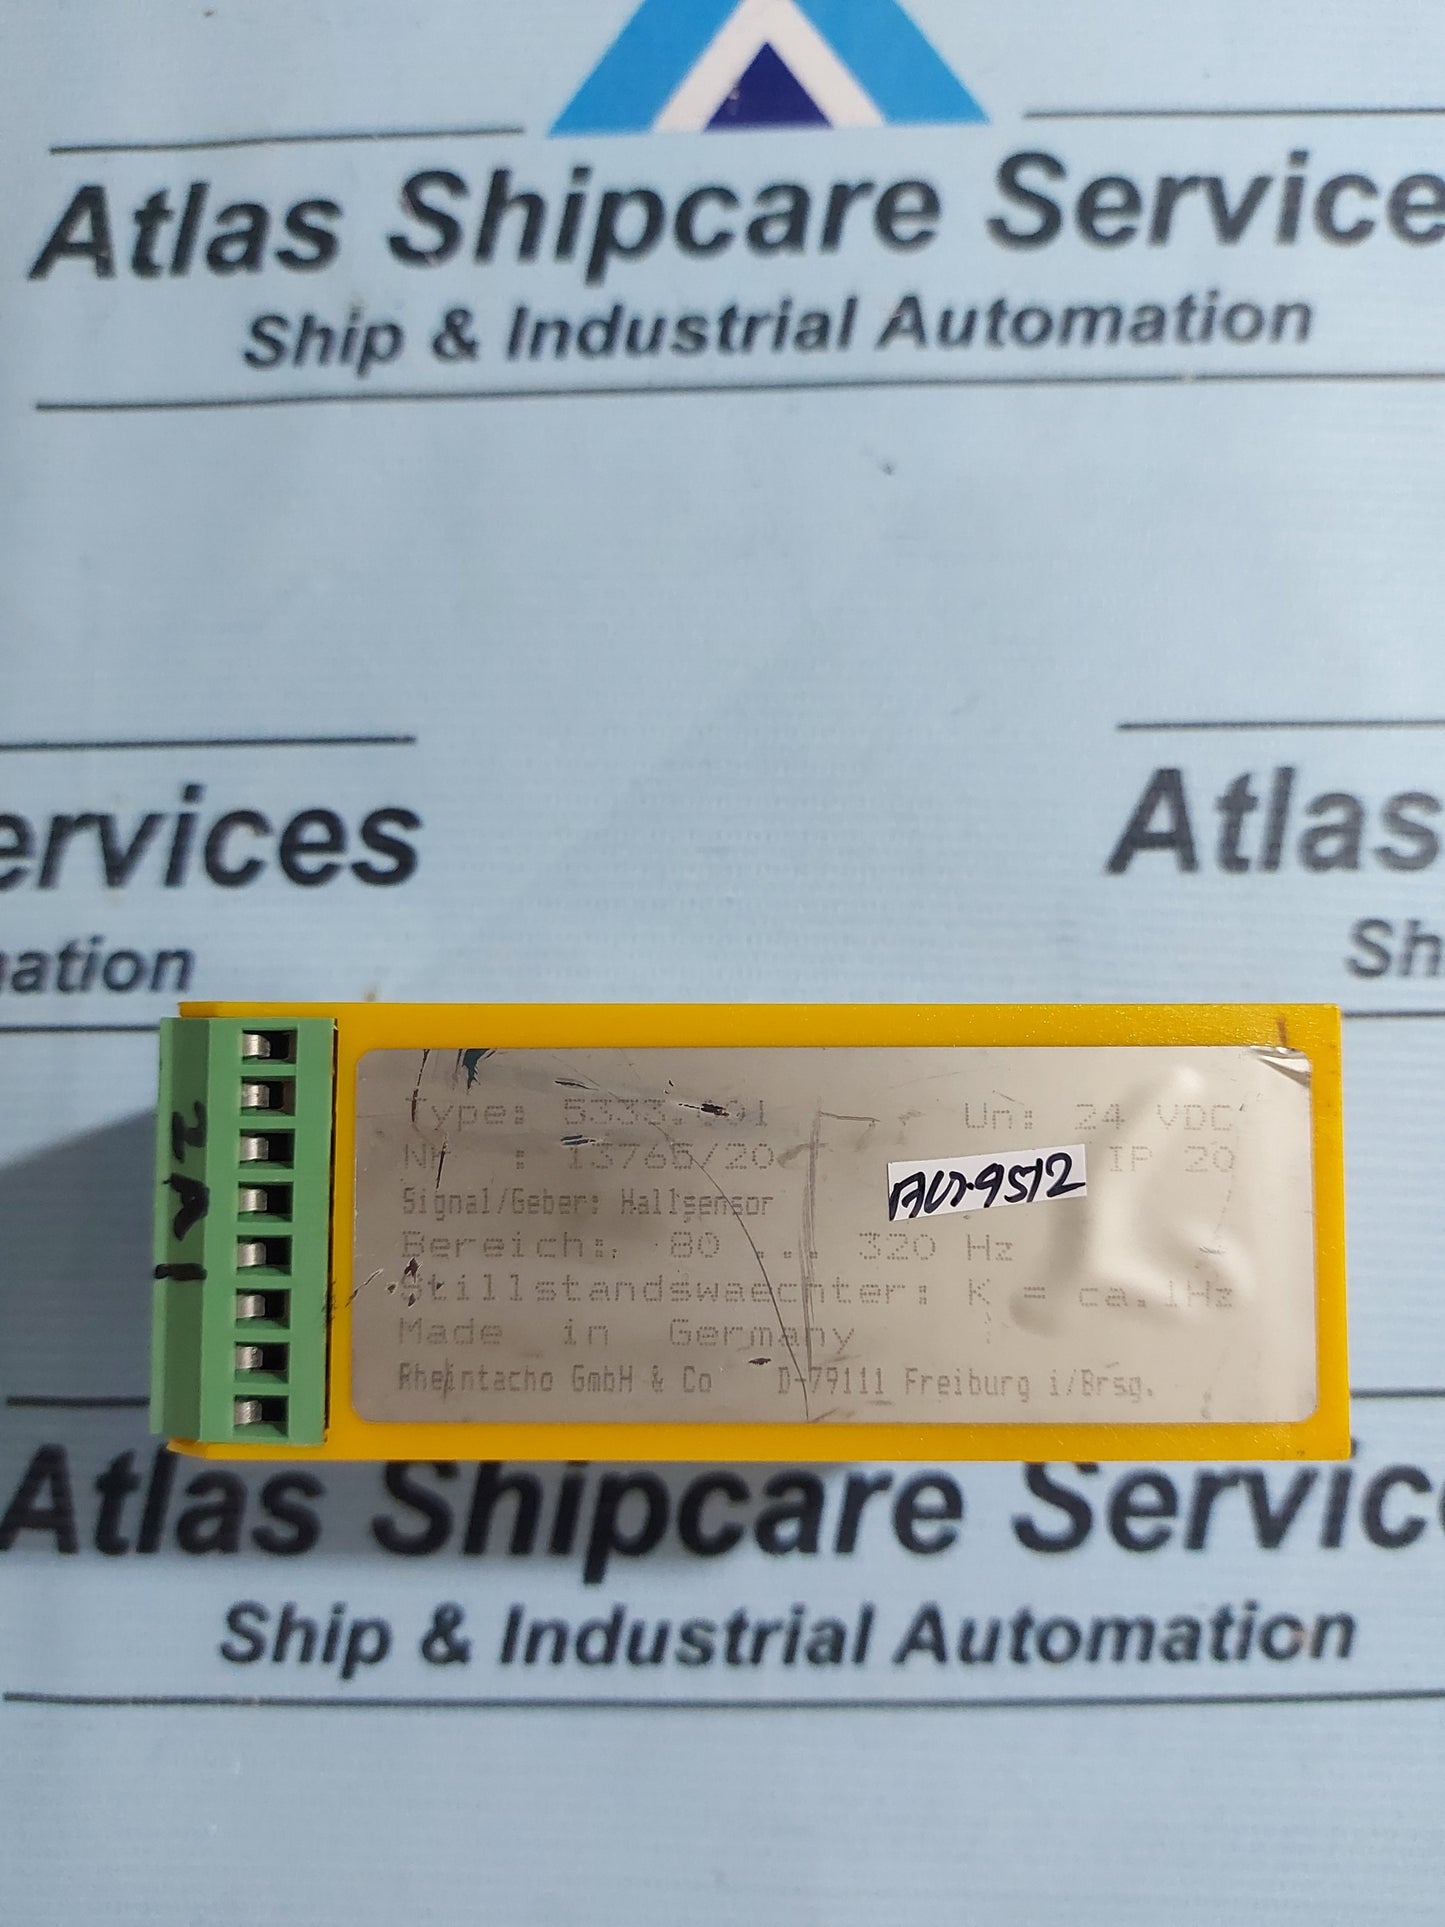 Atlas Shipcare Service
Ship & Industrial Automation
ervices
Atlas
ation
Sh
Type: 5333.001 Un: 24 VDC
Nr : 13765/20 IP 20
Signal/Geber: Hallsensor
Bereich: 80 ... 320 Hz
Stillstandswaechter: K = ca.1Hz
Made in Germany
Rheintacho GmbH & Co D-79111 Freiburg i/Brsg.
Atlas Shipcare Servic
Ship & Industrial Automation